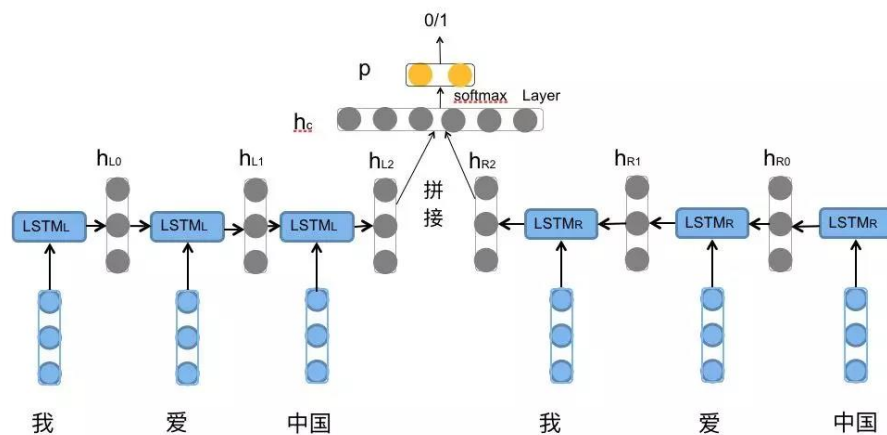 0/1
p
softmax Layer
hc
hL0 hL1 hL2 hR2 hR1 hR0
拼接
LSTML LSTML LSTML LSTMR LSTMR LSTMR
我 爱 中国 我 爱 中国